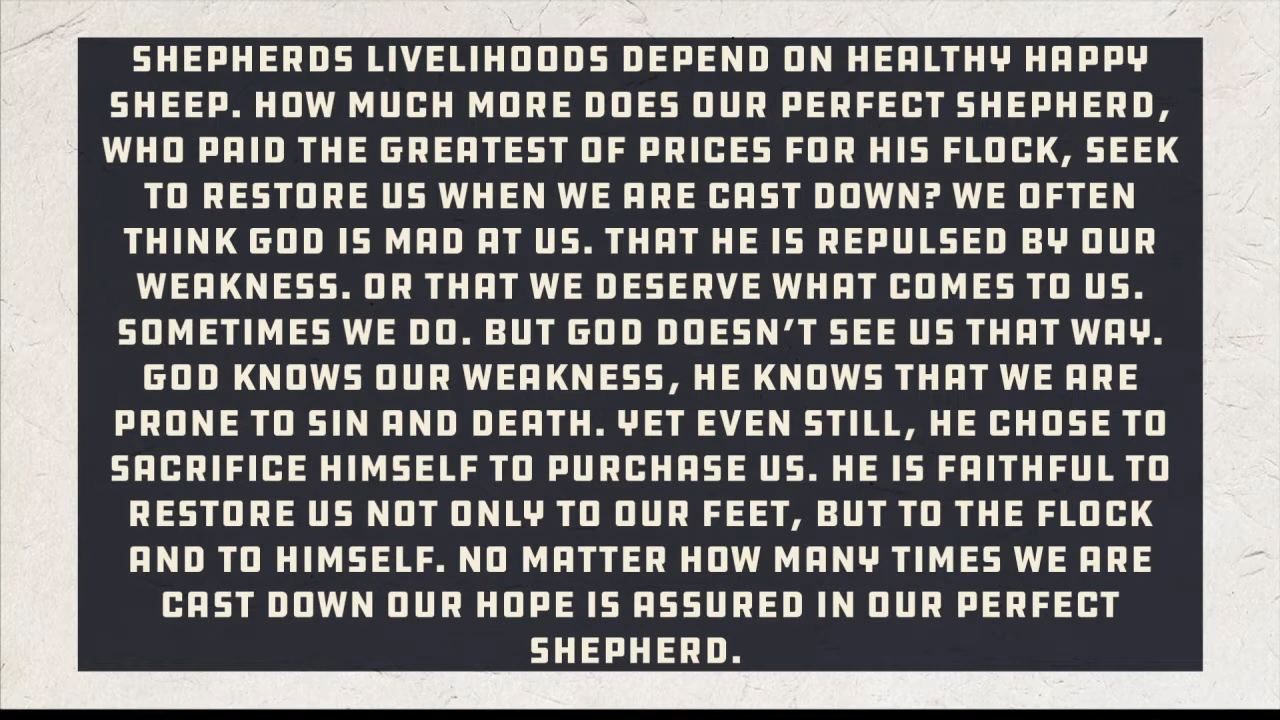 SHEPHERDS LIVELIHOODS DEPEND ON HEALTHY HAPPY
SHEEP. HOW MUCH MORE DOES OUR PERFECT SHEPHERD,
WHO PAID THE GREATEST OF PRICES FOR HIS FLOCK, SEEK
TO RESTORE US WHEN WE ARE CAST DOWN? WE OFTEN
THINK GOD IS MAD AT US. THAT HE IS REPULSED BY OUR
WEAKNESS. OR THAT WE DESERVE WHAT COMES TO US.
SOMETIMES WE DO. BUT GOD DOESN'T SEE US THAT WAY.
GOD KNOWS OUR WEAKNESS, HE KNOWS THAT WE ARE
PRONE TO SIN AND DEATH. YET EVEN STILL, HE CHOSE TO
SACRIFICE HIMSELF TO PURCHASE US. HE IS FAITHFUL TO
RESTORE US NOT ONLY TO OUR FEET, BUT TO THE FLOCK
AND TO HIMSELF. NO MATTER HOW MANY TIMES WE ARE
CAST DOWN OUR HOPE IS ASSURED IN OUR PERFECT
SHEPHERD.